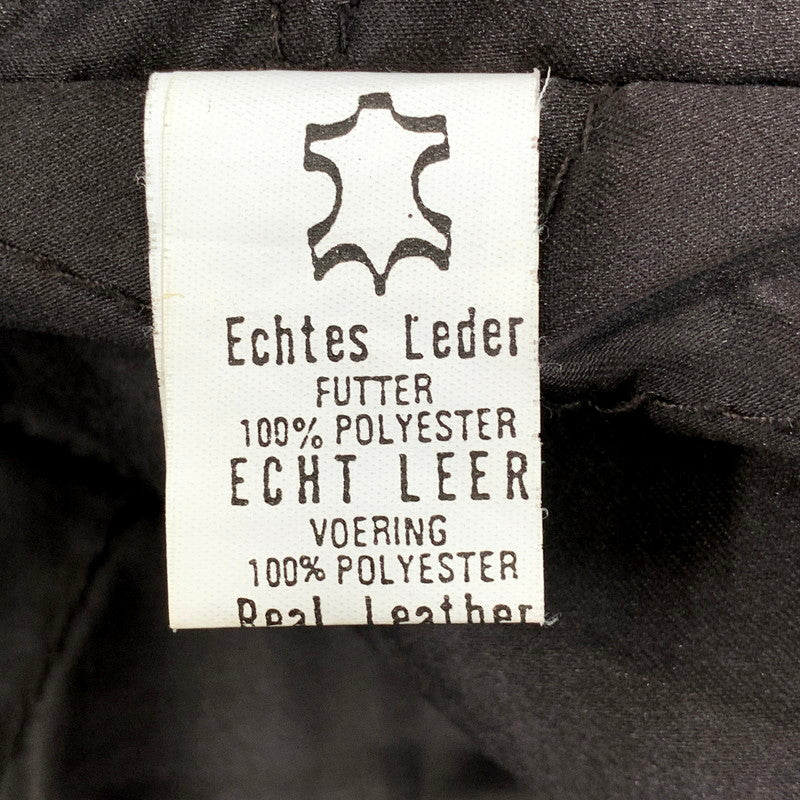 Echtes Leder
FUTTER
100% POLYESTER
ECHT LEER
VOERING
100% POLYESTER
Real Leather